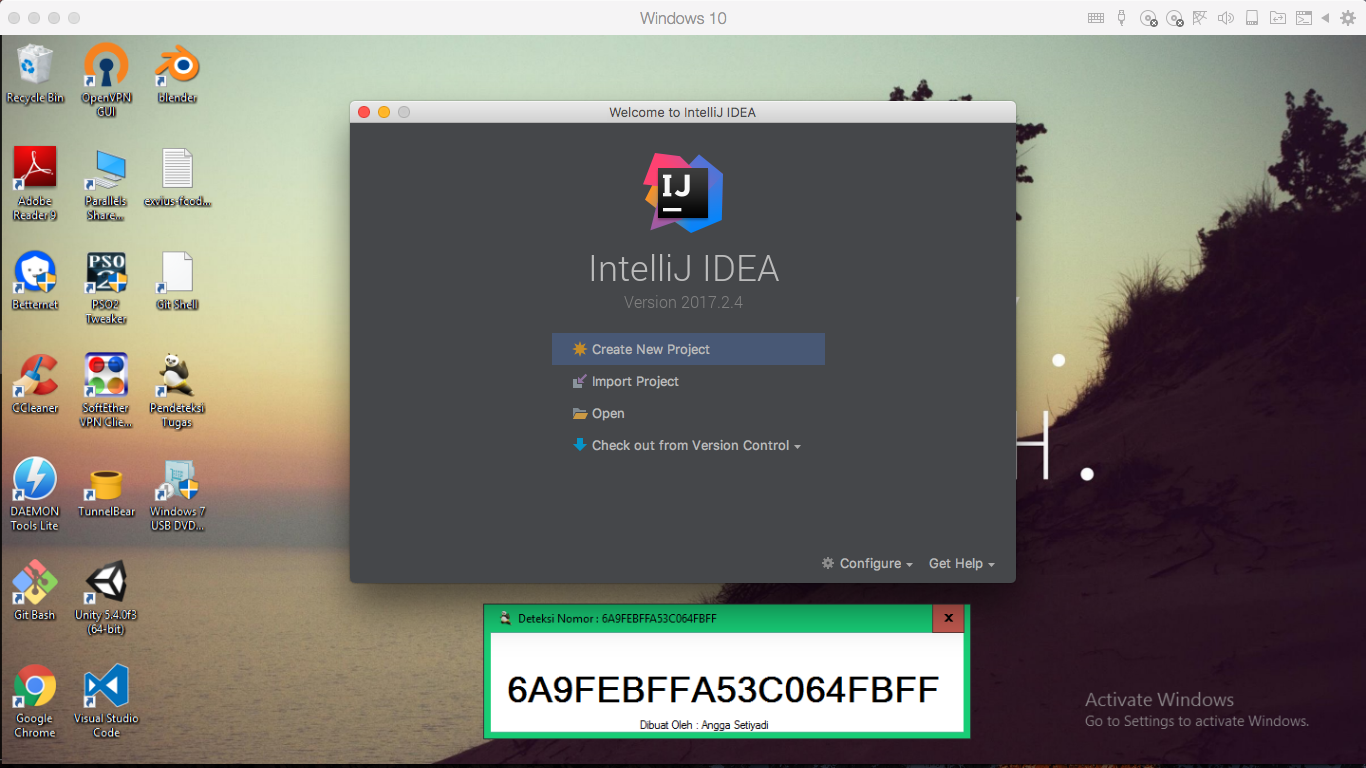 Windows 10
Recycle Bin
OpenVPN
GUI
blender
Adobe
Reader 9
Parallels
Share...
exvius-fcod...
Betternet
PSO2
PSO2
Tweaker
Git Shell
CCleaner
SoftEther
VPN Clie...
Pendeteksi
Tugas
DAEMON
Tools Lite
TunnelBear
Windows 7
USB DVD...
Git Bash
Unity 5.4.0f3
(64-bit)
Google
Chrome
Visual Studio
Code
Welcome to IntelliJ IDEA
IJ
IntelliJ IDEA
Version 2017.2.4
Create New Project
Import Project
Open
Check out from Version Control
Configure
Get Help
Deteksi Nomor : 6A9FEBFFA53C064FBFF
x
6A9FEBFFA53C064FBFF
Dibuat Oleh : Angga Setiyadi
Activate Windows
Go to Settings to activate Windows.